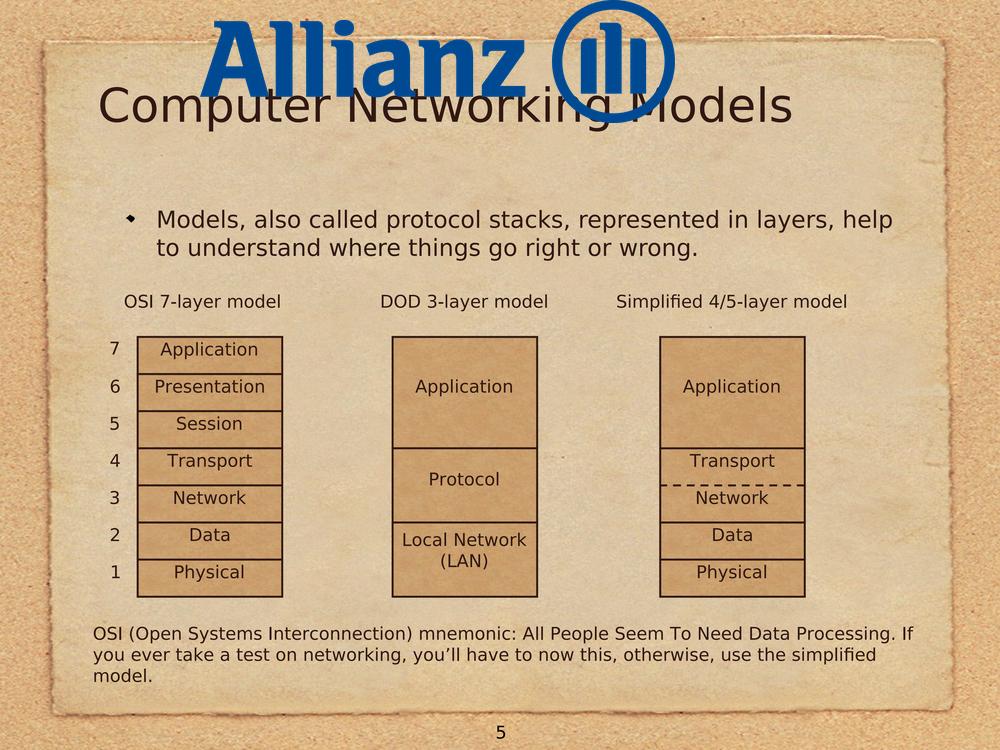 Allianz
Computer Networking Models
Models, also called protocol stacks, represented in layers, help
to understand where things go right or wrong.
OSI 7-layer model
DOD 3-layer model
Simplified 4/5-layer model
7 Application
6 Presentation
5 Session
4 Transport
3 Network
2 Data
1 Physical
Application
Protocol
Local Network
(LAN)
Application
Transport
Network
Data
Physical
OSI (Open Systems Interconnection) mnemonic: All People Seem To Need Data Processing. If
you ever take a test on networking, you’ll have to now this, otherwise, use the simplified
model.
5